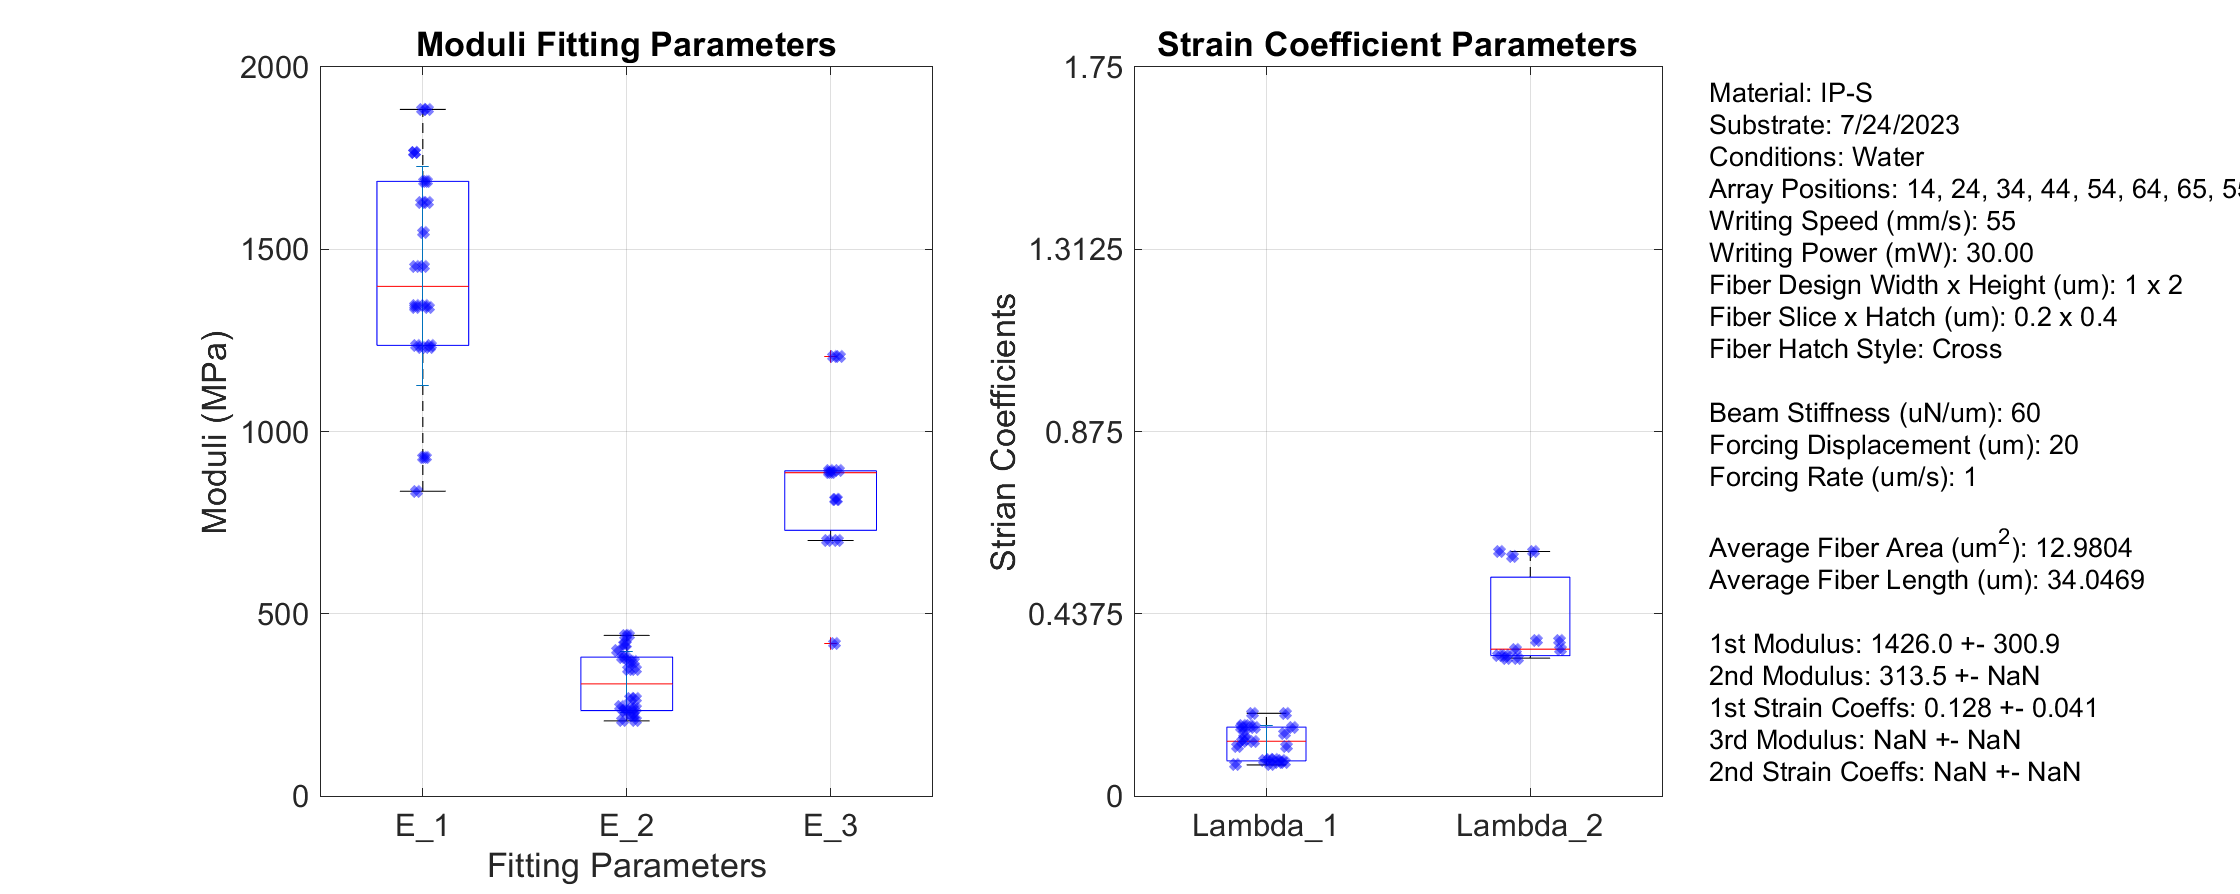 Moduli Fitting Parameters
2000
1500
1000
500
0
Moduli (MPa)
E_1
E_2
E_3
Fitting Parameters
Strain Coefficient Parameters
1.75
1.3125
0.875
0.4375
0
Strian Coefficients
Lambda_1
Lambda_2
Material: IP-S
Substrate: 7/24/2023
Conditions: Water
Array Positions: 14, 24, 34, 44, 54, 64, 65,
Writing Speed (mm/s): 55
Writing Power (mW): 30.00
Fiber Design Width x Height (um): 1 x 2
Fiber Slice x Hatch (um): 0.2 x 0.4
Fiber Hatch Style: Cross
Beam Stiffness (uN/um): 60
Forcing Displacement (um): 20
Forcing Rate (um/s): 1
Average Fiber Area (um²): 12.9804
Average Fiber Length (um): 34.0469
1st Modulus: 1426.0 +- 300.9
2nd Modulus: 313.5 +- NaN
1st Strain Coeffs: 0.128 +- 0.041
3rd Modulus: NaN +- NaN
2nd Strain Coeffs: NaN +- NaN